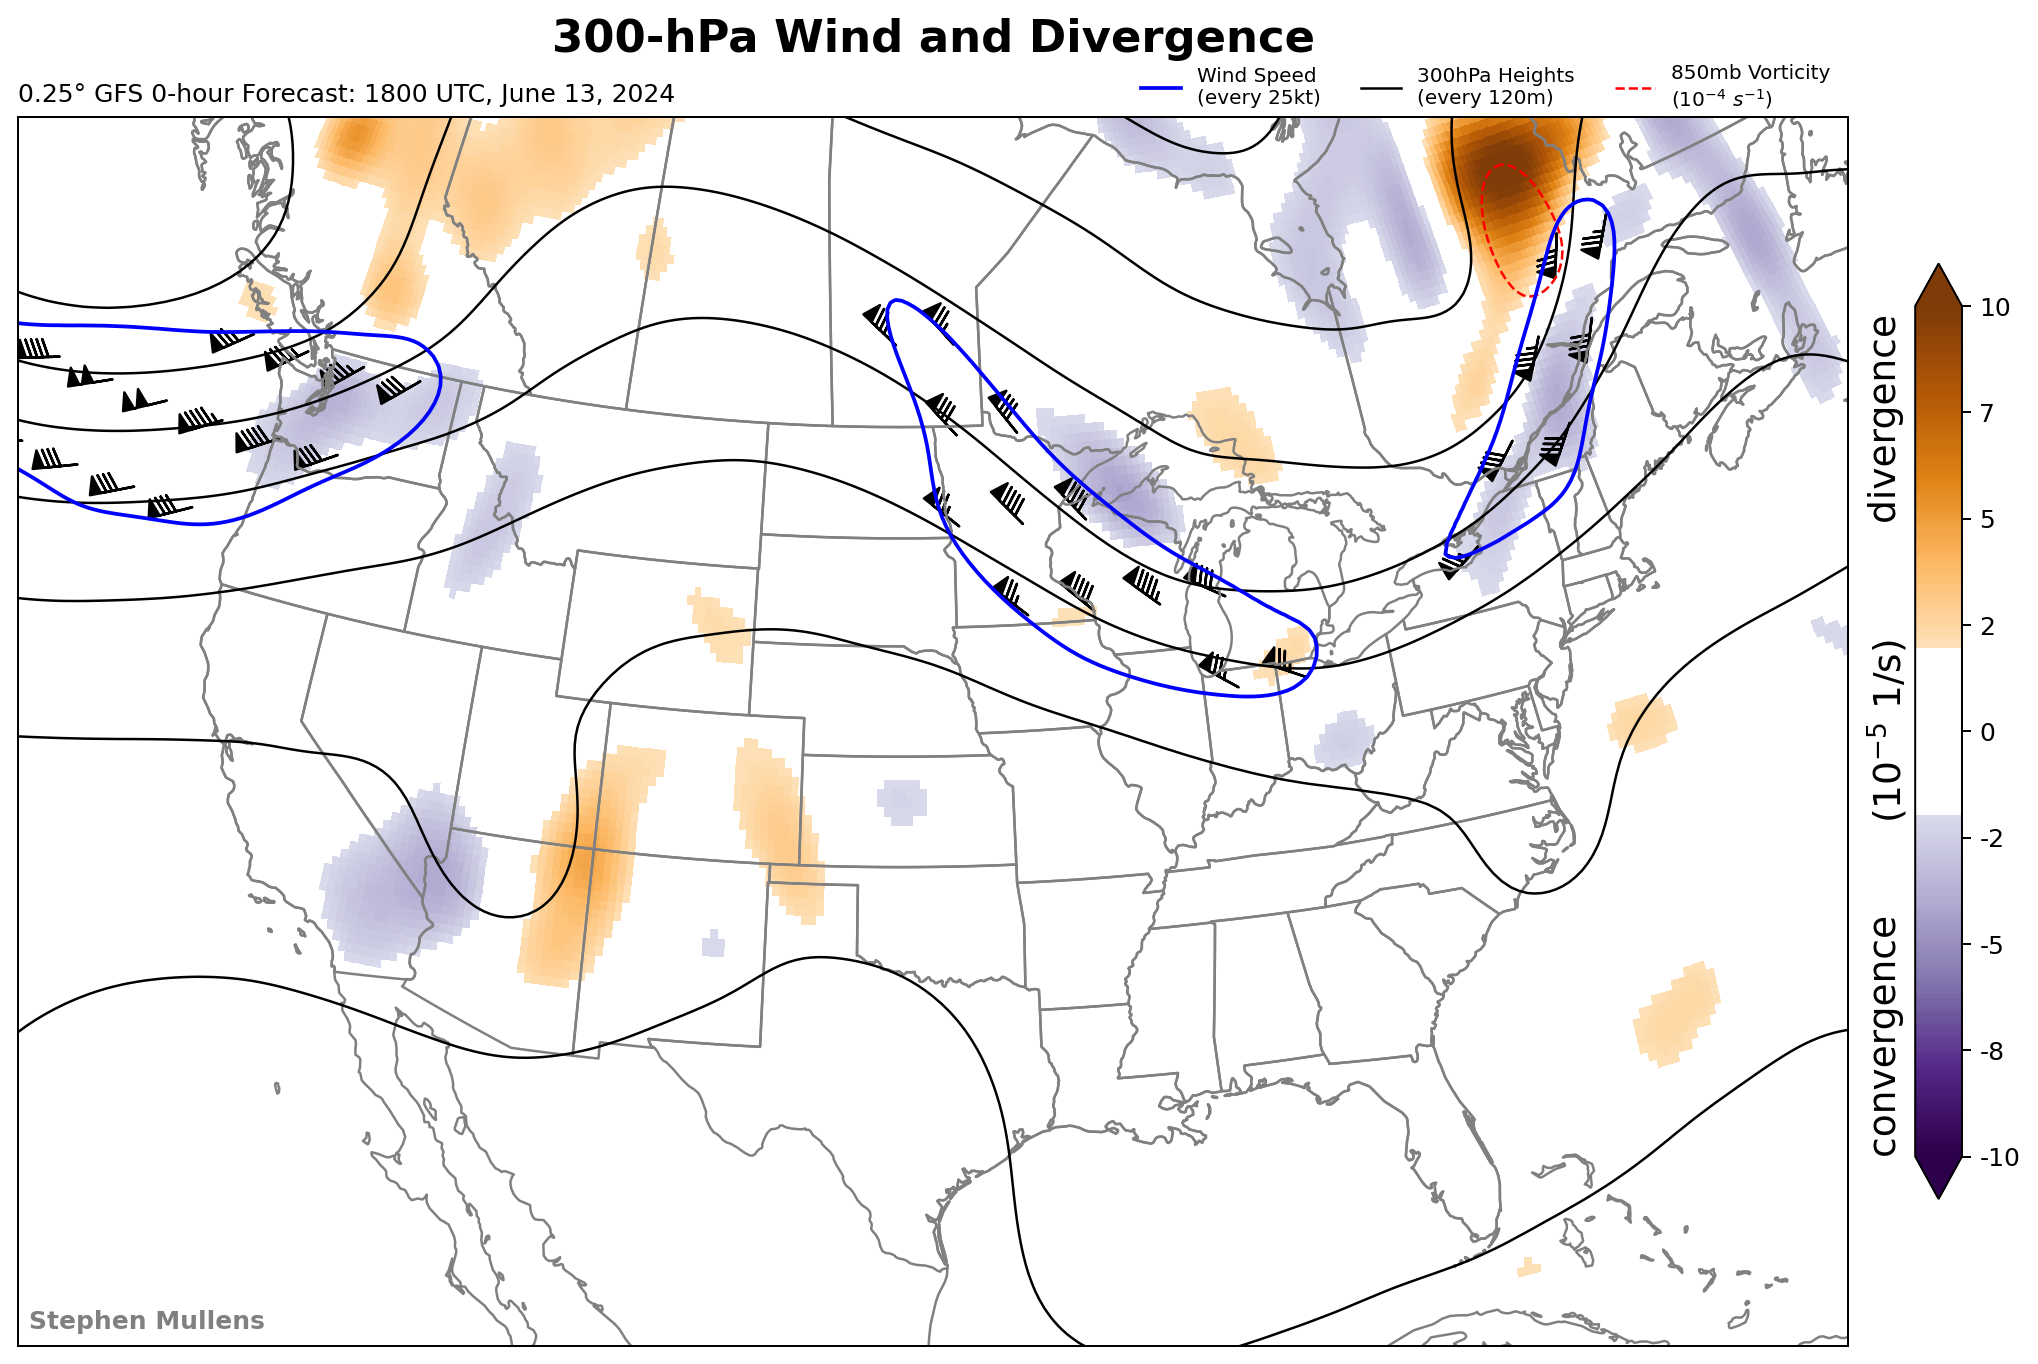 300-hPa Wind and Divergence
0.25° GFS 0-hour Forecast: 1800 UTC, June 13, 2024
Wind Speed
(every 25kt)
300hPa Heights
(every 120m)
850mb Vorticity
(10⁻⁴ s⁻¹)
10
7
5
2
0
-2
-5
-8
-10
convergence (10⁻⁵ 1/s) divergence
Stephen Mullens